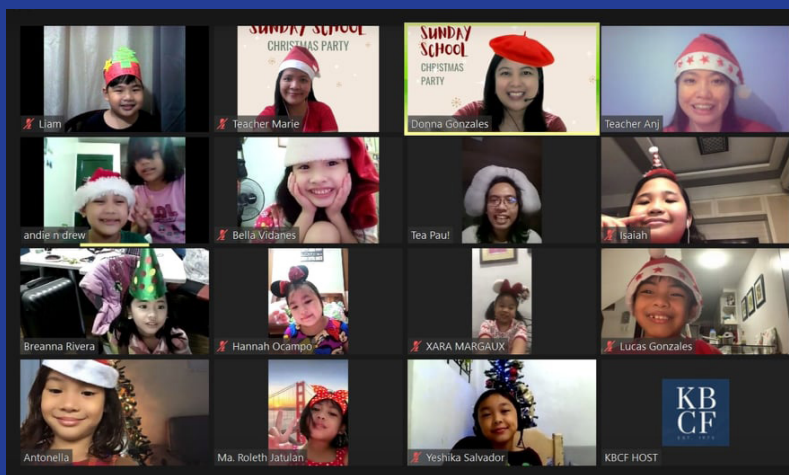 SUNDAY SCHOOL
CHRISTMAS PARTY
SUNDAY
SCHOOL
CHRISTMAS
PARTY
Liam
Teacher Marie
Donna Gonzales
Teacher Anj
andie n drew
Bella Vidanes
Tea Pau!
Isaiah
Breanna Rivera
Hannah Ocampo
XARA MARGAUX
Lucas Gonzales
KB
CF
EST. 1975
Antonella
Ma. Roleth Jatulan
Yeshika Salvador
KBCF HOST